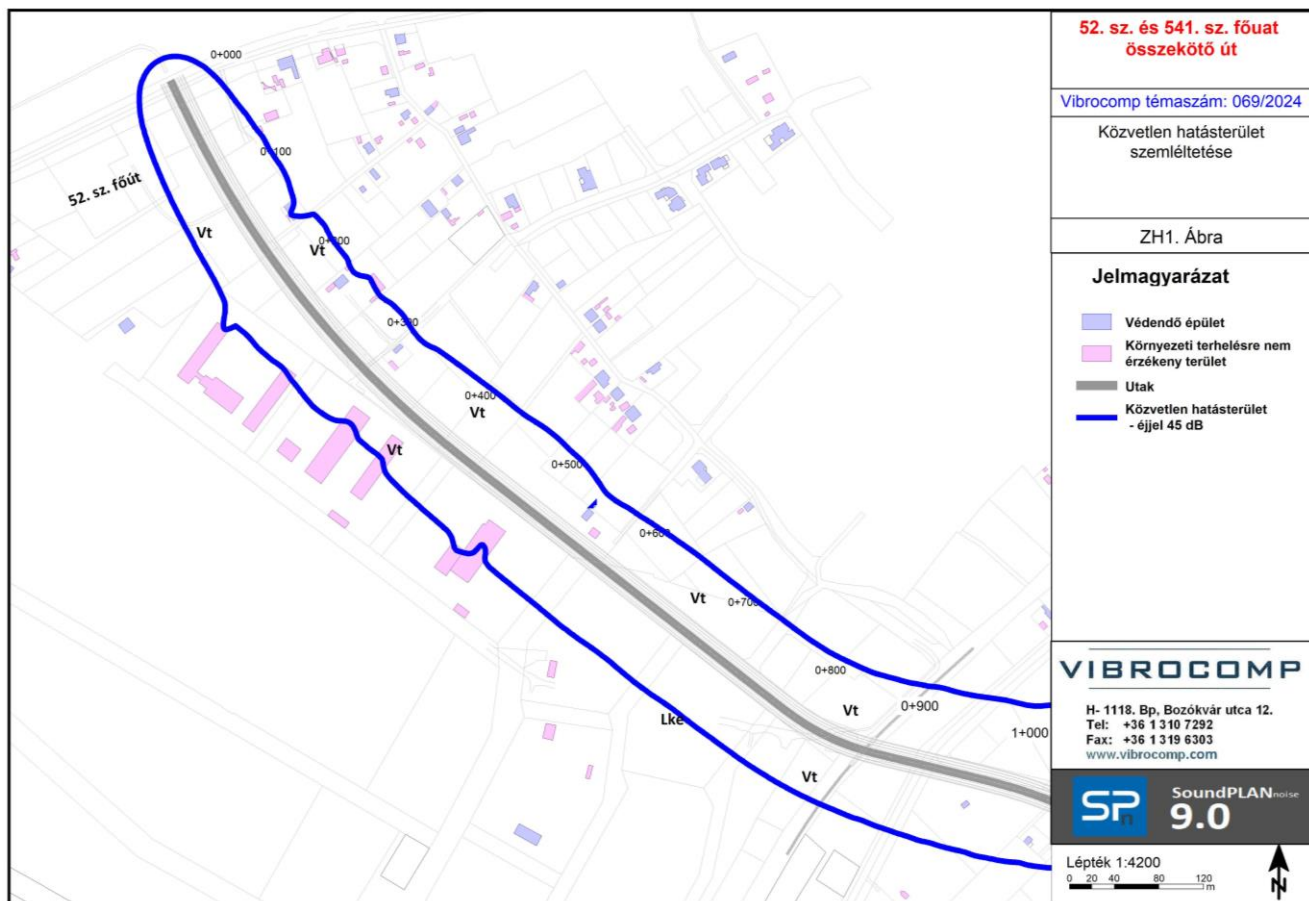 0+000
0+100
52. sz. főút
Vt
0+200
Vt
0+300
0+400
Vt
Vt
0+500
0+600
Vt
0+700
0+800
Lke
Vt
0+900
1+000
Vt
52. sz. és 541. sz. főuat
összekötő út
Vibrocomp témaszám: 069/2024
Közvetlen hatásterület
szemléltetése
ZH1. Ábra
Jelmagyarázat
Védendő épület
Környezeti terhelésre nem
érzékeny terület
Utak
Közvetlen hatásterület
- éjjel 45 dB
VIBROCOMP
H- 1118. Bp, Bozókvár utca 12.
Tel: +36 1 310 7292
Fax: +36 1 319 6303
www.vibrocomp.com
SPn
SoundPLANnoise
9.0
Lépték 1:4200
0 20 40 80 120
m
N